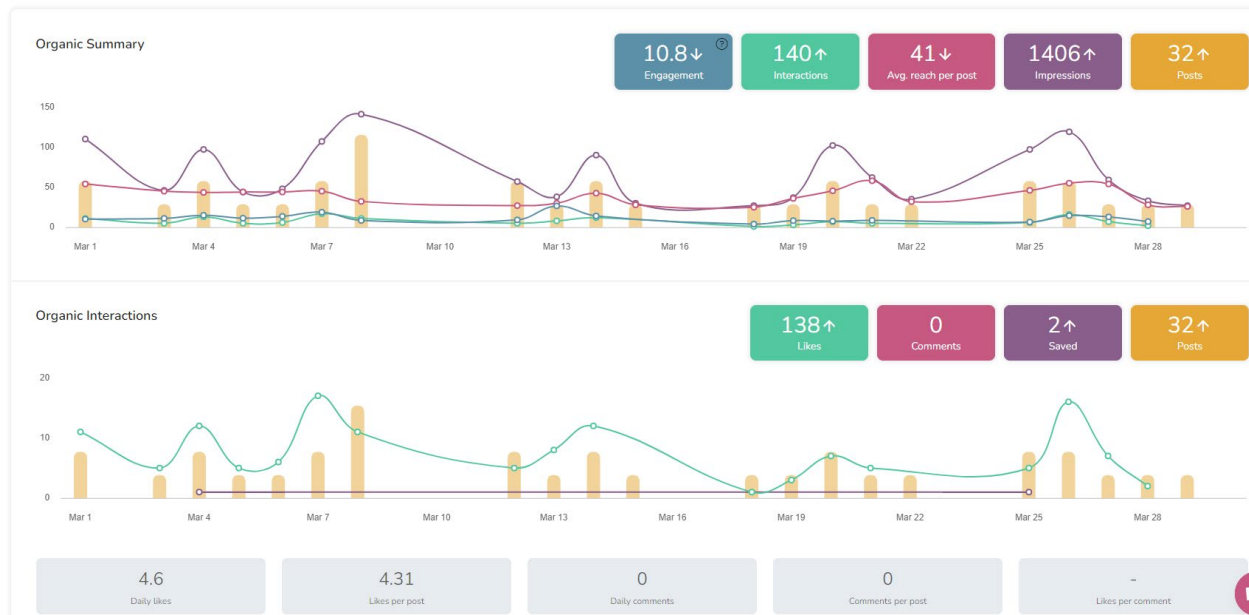 Organic Summary
10.8↓ ?
Engagement
140↑
Interactions
41↓
Avg. reach per post
1406↑
Impressions
32↑
Posts
150
100
50
0
Mar 1 Mar 4 Mar 7 Mar 10 Mar 13 Mar 16 Mar 19 Mar 22 Mar 25 Mar 28
Organic Interactions
138↑
Likes
0
Comments
2↑
Saved
32↑
Posts
20
10
0
Mar 1 Mar 4 Mar 7 Mar 10 Mar 13 Mar 16 Mar 19 Mar 22 Mar 25 Mar 28
4.6
Daily likes
4.31
Likes per post
0
Daily comments
0
Comments per post
-
Likes per comment